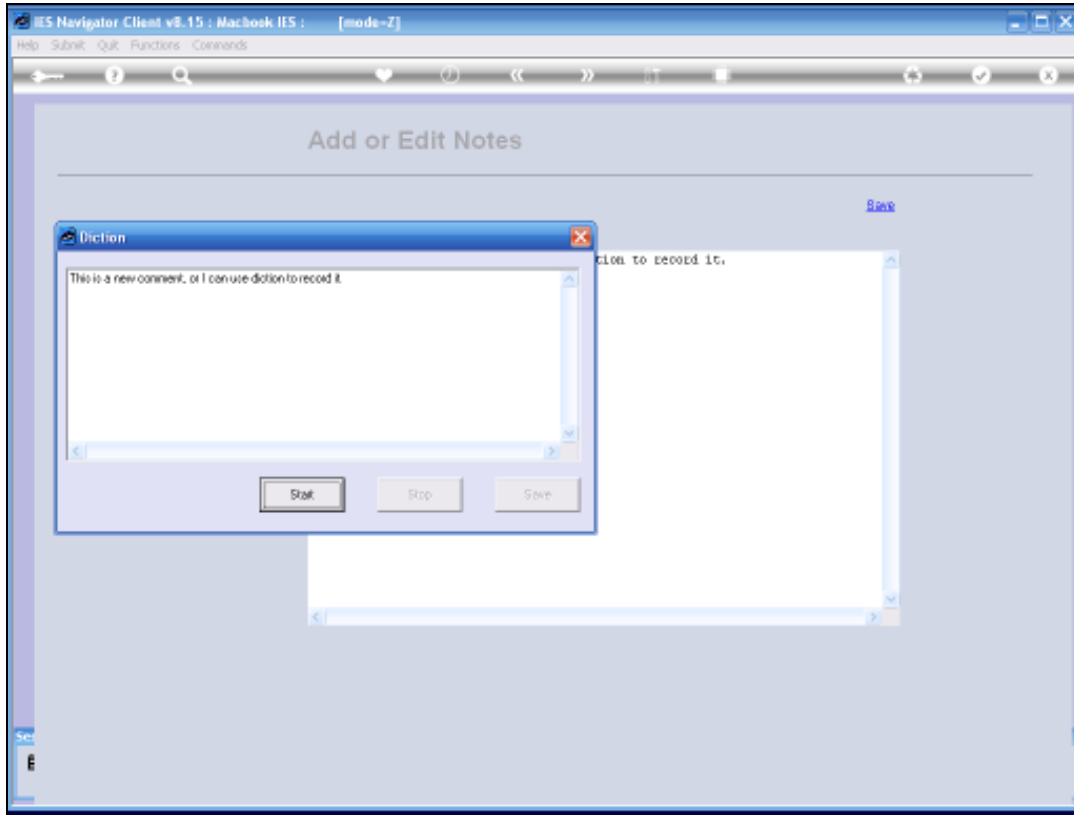 IES Navigator Client v8.15 : Macbook IES : [mode=Z]
Help Submit Quit Functions Commands
Add or Edit Notes
Save
Diction
tion to record it.
This is a new comment, or I can use diction to record it.
Start Stop Save